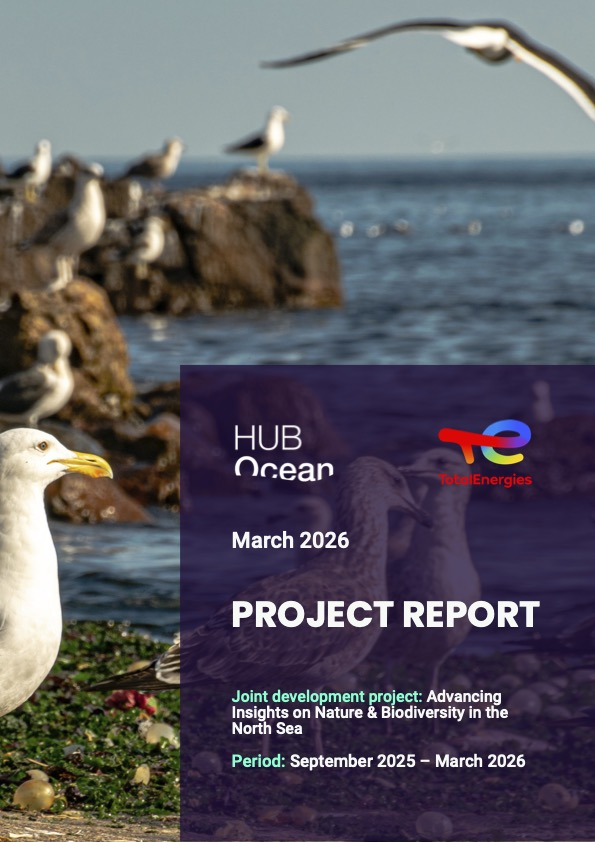 HUB
Ocean
TotalEnergies
March 2026
PROJECT REPORT
Joint development project: Advancing
Insights on Nature & Biodiversity in the
North Sea
Period: September 2025 – March 2026